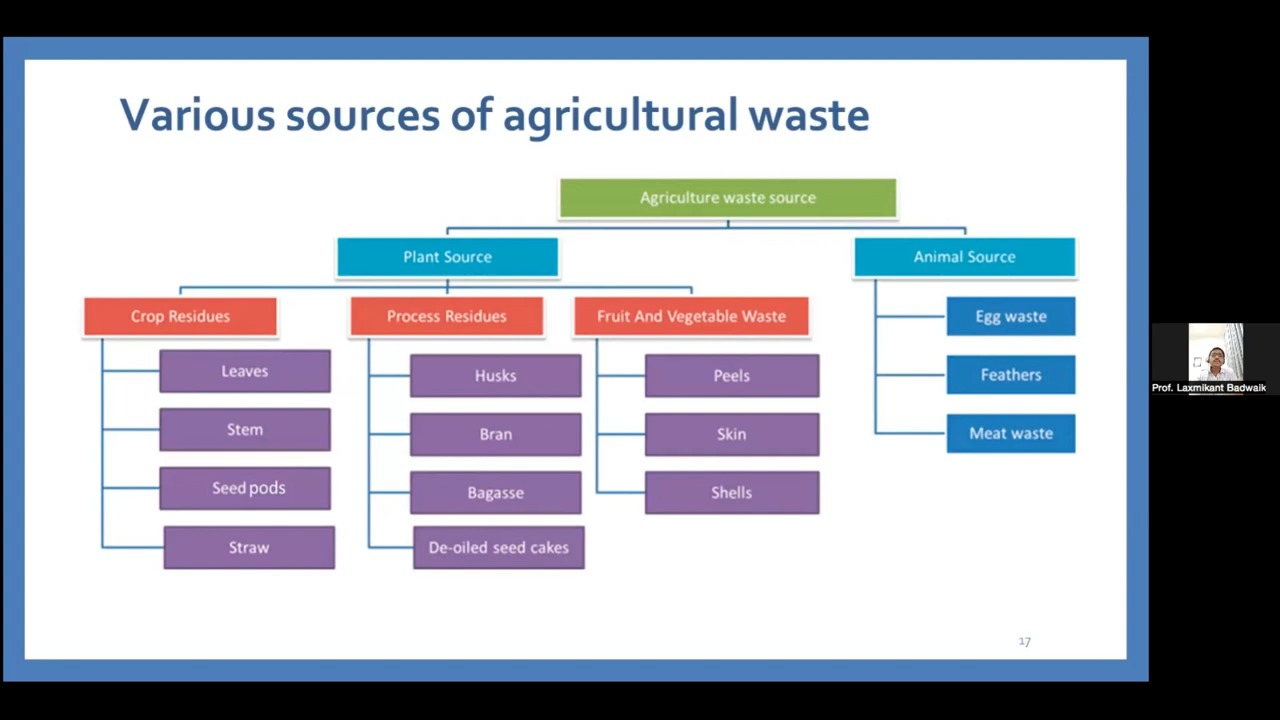 Various sources of agricultural waste
Agriculture waste source
Plant Source
Animal Source
Crop Residues
Process Residues
Fruit And Vegetable Waste
Egg waste
Leaves
Husks
Peels
Feathers
Stem
Bran
Skin
Meat waste
Seed pods
Bagasse
Shells
Straw
De-oiled seed cakes
17
Prof. Laxmikant Badwaik